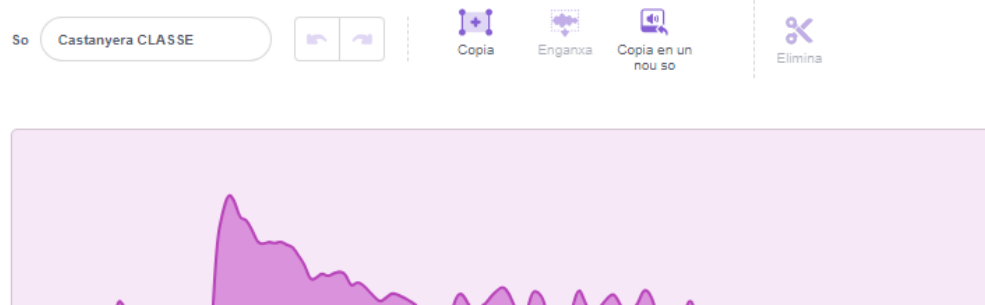 So
Castanyera CLASSE
Copia
Enganxa
Copia en un
nou so
Elimina